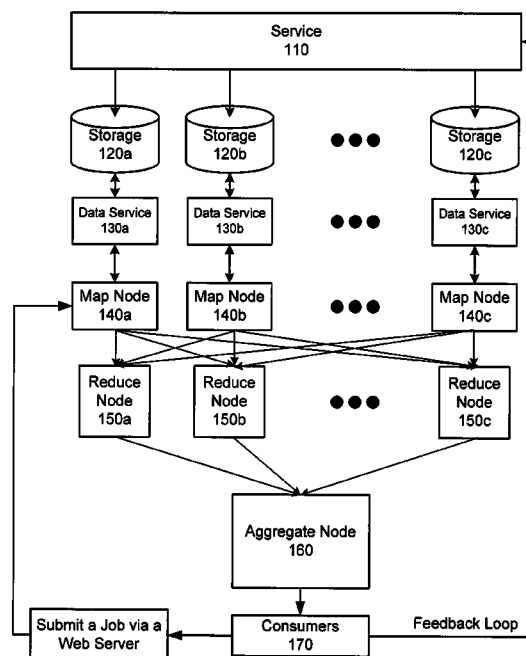 Service
110
Storage
120a
Storage
120b
Storage
120c
Data Service
130a
Data Service
130b
Data Service
130c
Map Node
140a
Map Node
140b
Map Node
140c
Reduce
Node
150a
Reduce
Node
150b
Reduce
Node
150c
Aggregate Node
160
Submit a Job via a
Web Server
Consumers
170
Feedback Loop